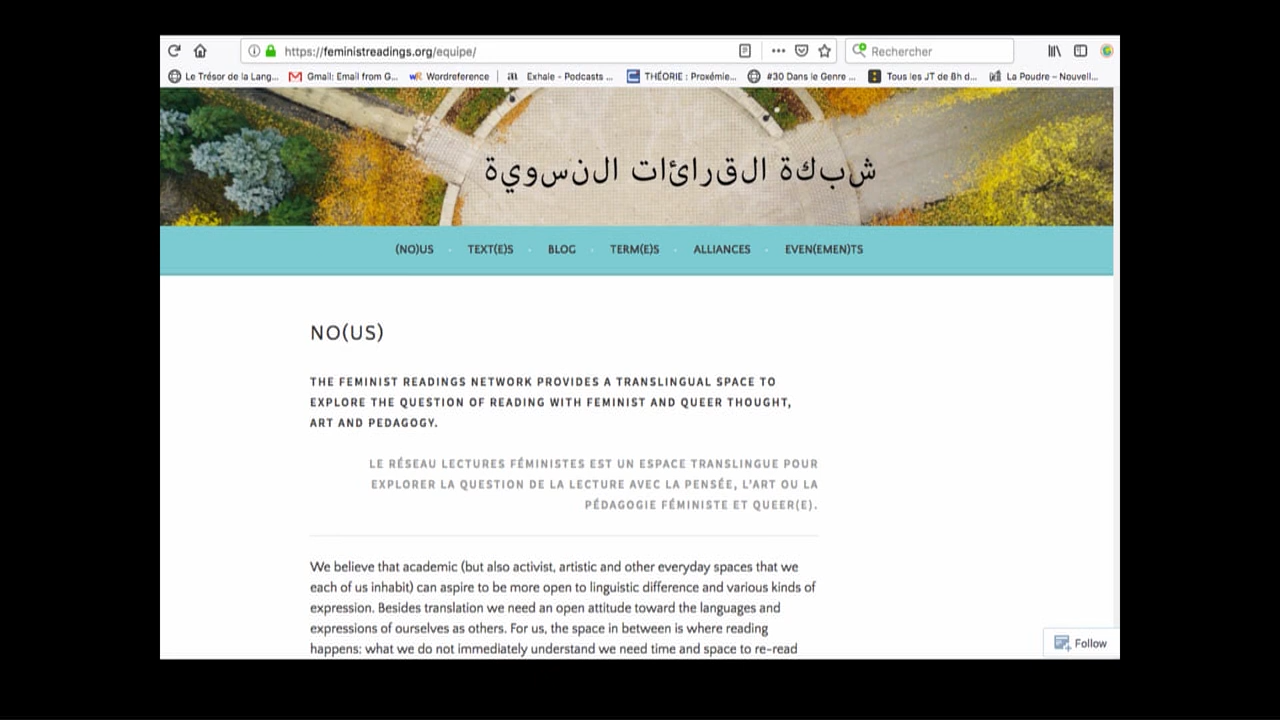 https://feministreadings.org/equipe/
Rechercher
Le Trésor de la Lang... Gmail: Email from G... Wordreference Exhale - Podcasts ... THÉORIE : Proxémie... #30 Dans le Genre ... Tous les JT de 8h d... La Poudre – Nouvell...
شبكة القرائات النسوية
(NO)US TEXT(E)S BLOG TERM(E)S ALLIANCES EVEN(EMEN)TS
NO(US)
THE FEMINIST READINGS NETWORK PROVIDES A TRANSLINGUAL SPACE TO
EXPLORE THE QUESTION OF READING WITH FEMINIST AND QUEER THOUGHT,
ART AND PEDAGOGY.
LE RÉSEAU LECTURES FÉMINISTES EST UN ESPACE TRANSLINGUE POUR
EXPLORER LA QUESTION DE LA LECTURE AVEC LA PENSÉE, L'ART OU LA
PÉDAGOGIE FÉMINISTE ET QUEER(E).
We believe that academic (but also activist, artistic and other everyday spaces that we
each of us inhabit) can aspire to be more open to linguistic difference and various kinds of
expression. Besides translation we need an open attitude toward the languages and
expressions of ourselves as others. For us, the space in between is where reading
happens: what we do not immediately understand we need time and space to re-read
Follow